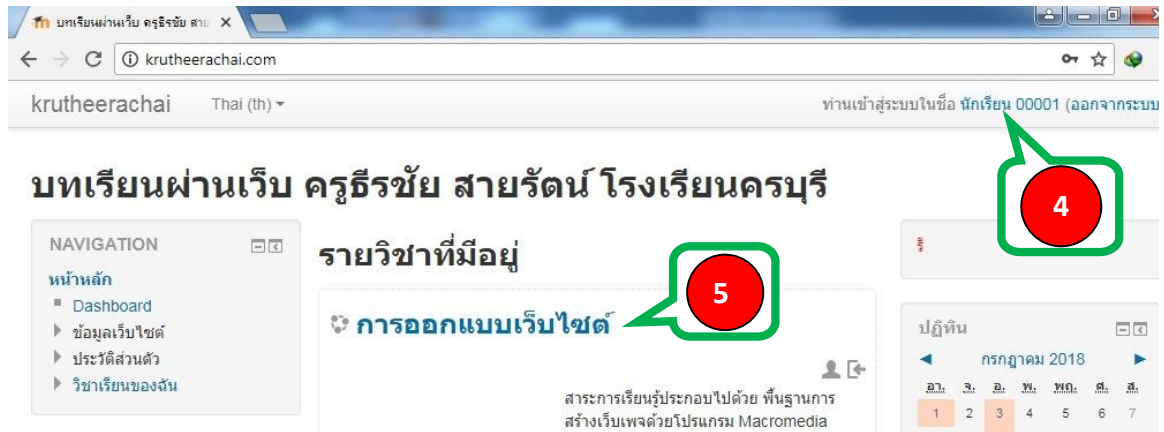 บทเรียนผ่านเว็บ ครูธีรชัย สาย
krutheerachai.com
krutheerachai Thai (th)
ท่านเข้าสู่ระบบในชื่อ นักเรียน 00001 (ออกจากระบบ
4
บทเรียนผ่านเว็บ ครูธีรชัย สายรัตน์ โรงเรียนครบุรี
NAVIGATION
หน้าหลัก
Dashboard
ข้อมูลเว็บไซต์
ประวัติส่วนตัว
วิชาเรียนของฉัน
รายวิชาที่มีอยู่
5
การออกแบบเว็บไซต์
สาระการเรียนรู้ประกอบไปด้วย พื้นฐานการ
สร้างเว็บเพจด้วยโปรแกรม Macromedia
ปฏิทิน
กรกฎาคม 2018
อา. จ. อ. พ. พฤ. ศ. ส.
1 2 3 4 5 6 7